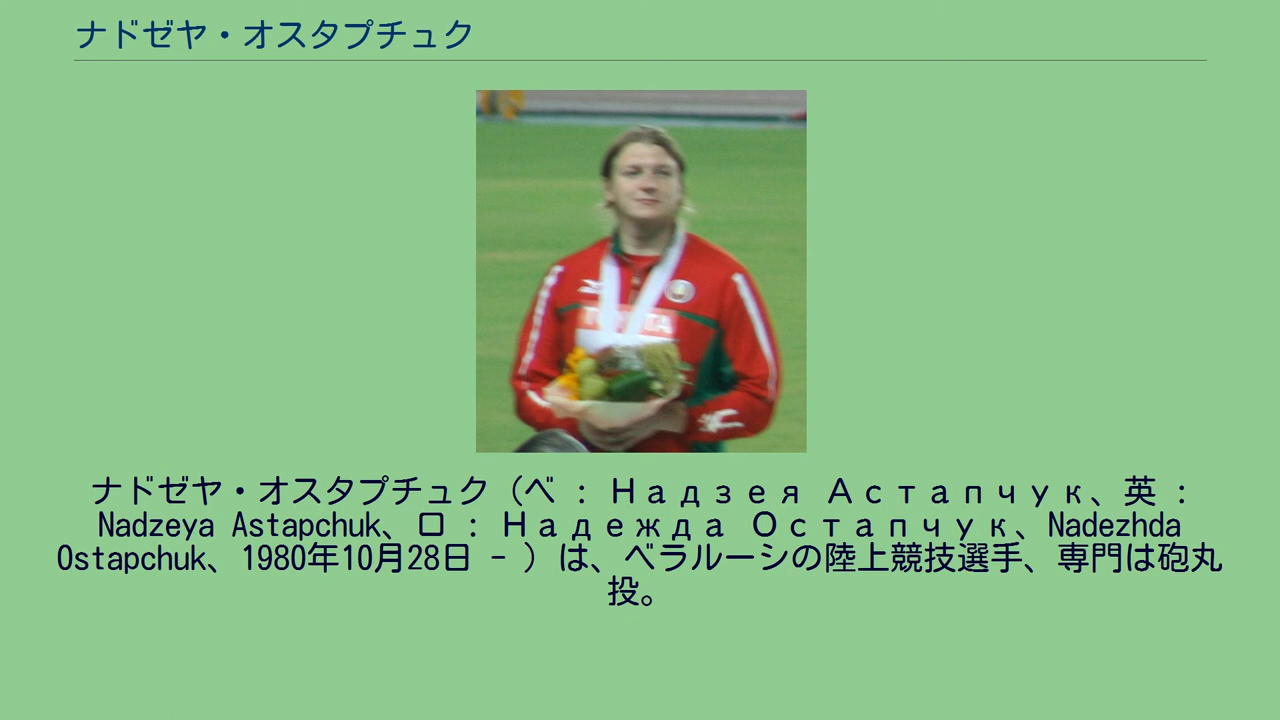 ナドゼヤ・オスタプチュク
TOYOTA
ナドゼヤ・オスタプチュク（ベ : Надзея Астапчук、英 :
Nadzeya Astapchuk、ロ : Надежда Остапчук、Nadezhda
Ostapchuk、1980年10月28日 - ）は、ベラルーシの陸上競技選手、専門は砲丸
投。